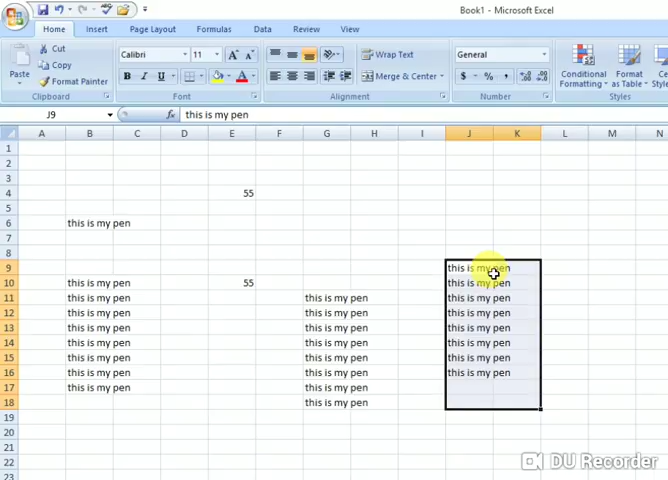 Book1 - Microsoft Excel
Home Insert Page Layout Formulas Data Review View
Paste Cut Copy Format Painter
Clipboard
Calibri 11 A A
B I U A
Font
Wrap Text
Merge & Center
Alignment
General
$ % ,
Number
Conditional Formatting Format as Table
Styles
J9 fx this is my pen
A B C D E F G H I J K L M N
1
2
3
4 55
5
6 this is my pen
7
8
9 this is my pen
10 this is my pen 55 this is my pen
11 this is my pen this is my pen this is my pen
12 this is my pen this is my pen this is my pen
13 this is my pen this is my pen this is my pen
14 this is my pen this is my pen this is my pen
15 this is my pen this is my pen this is my pen
16 this is my pen this is my pen this is my pen
17 this is my pen this is my pen
18 this is my pen
19
20
21
22
23
DU Recorder